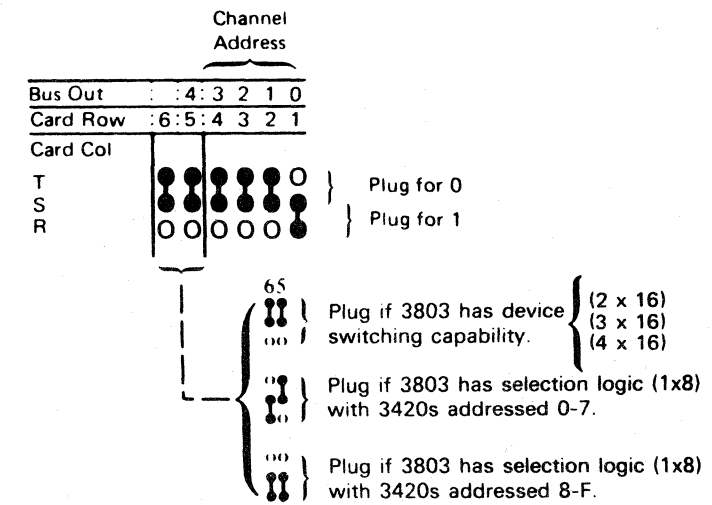 Channel
Address
Bus Out : :4:3 2 1 0
Card Row :6:5:4 3 2 1
Card Col
T
S
R
Plug for 0
Plug for 1
65
Plug if 3803 has device
switching capability.
(2 x 16)
(3 x 16)
(4 x 16)
Plug if 3803 has selection logic (1x8)
with 3420s addressed 0-7.
Plug if 3803 has selection logic (1x8)
with 3420s addressed 8-F.